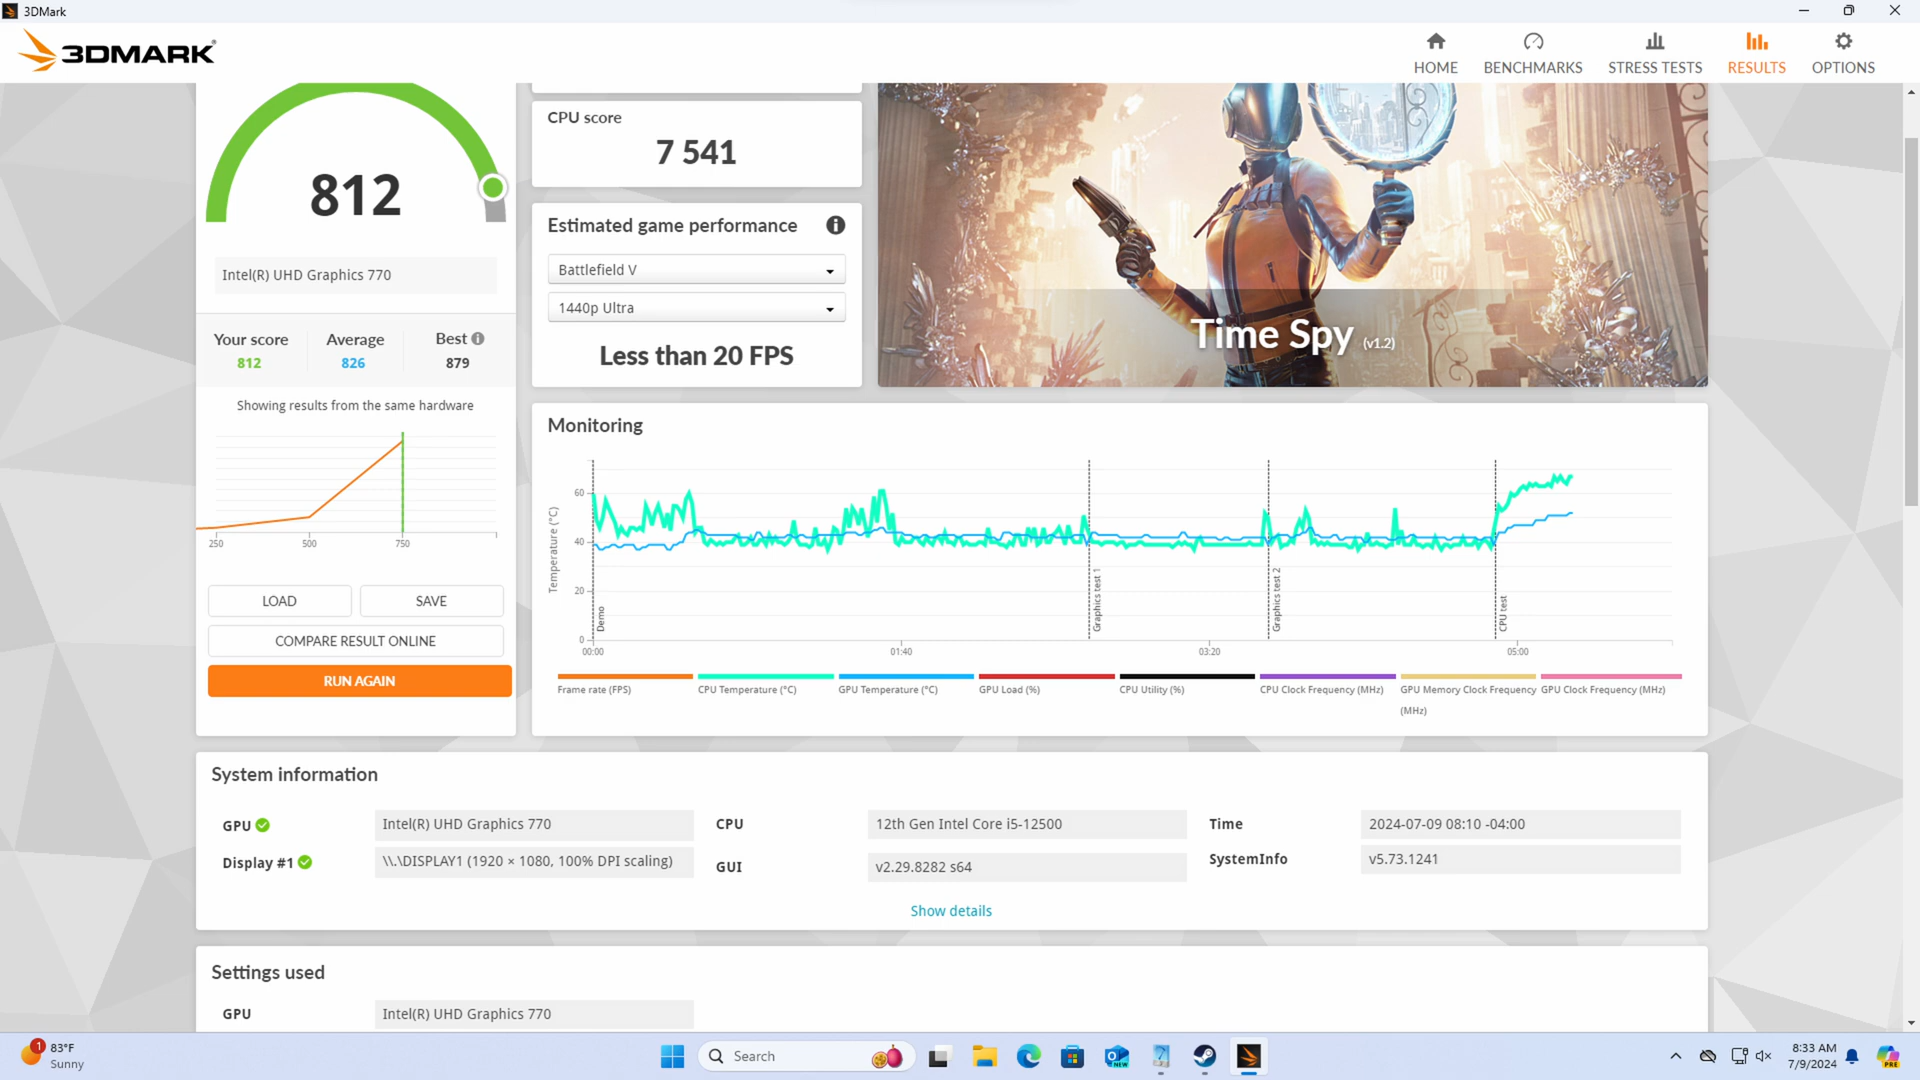 3DMark
3DMARK
HOME
BENCHMARKS
STRESS TESTS
RESULTS
OPTIONS
812
Intel(R) UHD Graphics 770
Your score
Average
Best
812
826
879
Showing results from the same hardware
250
500
750
LOAD
SAVE
COMPARE RESULT ONLINE
RUN AGAIN
CPU score
7 541
Estimated game performance
Battlefield V
1440p Ultra
Less than 20 FPS
Time Spy (v1.2)
Monitoring
Temperature (°C)
60
40
20
0
Demo
Graphics test 1
Graphics test 2
CPU test
00:00
01:40
03:20
05:00
Frame rate (FPS)
CPU Temperature (°C)
GPU Temperature (°C)
GPU Load (%)
CPU Utility (%)
CPU Clock Frequency (MHz)
GPU Memory Clock Frequency
(MHz)
GPU Clock Frequency (MHz)
System information
GPU
Intel(R) UHD Graphics 770
CPU
12th Gen Intel Core i5-12500
Time
2024-07-09 08:10 -04:00
Display #1
\\.\DISPLAY1 (1920 × 1080, 100% DPI scaling)
GUI
v2.29.8282 s64
SystemInfo
v5.73.1241
Show details
Settings used
GPU
Intel(R) UHD Graphics 770
1
83°F
Sunny
Search
NEW
8:33 AM
7/9/2024
PRE